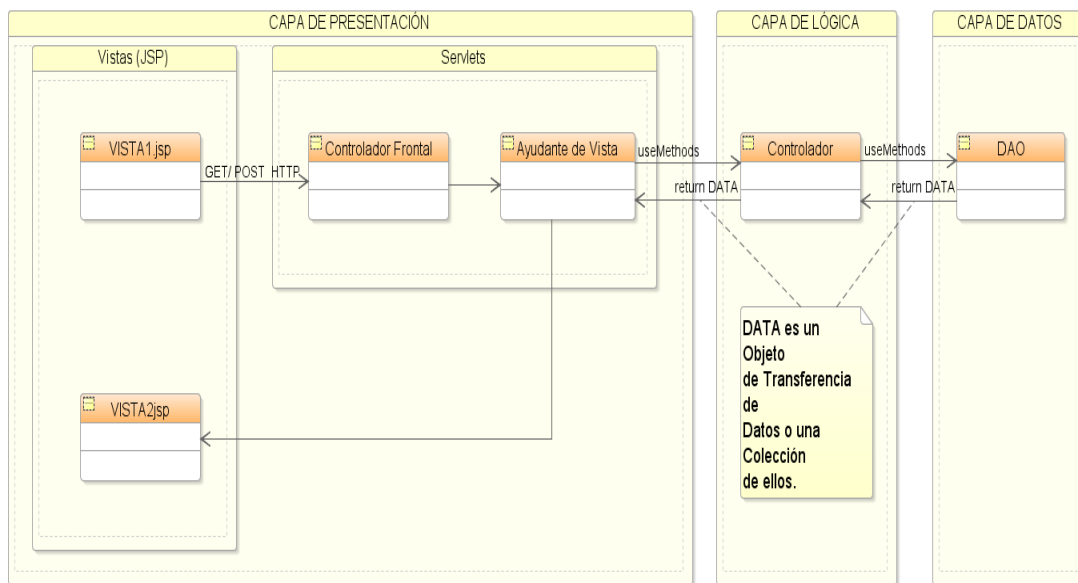 CAPA DE PRESENTACIÓN
CAPA DE LÓGICA
CAPA DE DATOS
Vistas (JSP)
Servlets
VISTA1.jsp
Controlador Frontal
Ayudante de Vista
Controlador
DAO
GET/ POST HTTP
useMethods
return DATA
useMethods
return DATA
DATA es un
Objeto
de Transferencia
de
Datos o una
Colección
de ellos.
VISTA2jsp